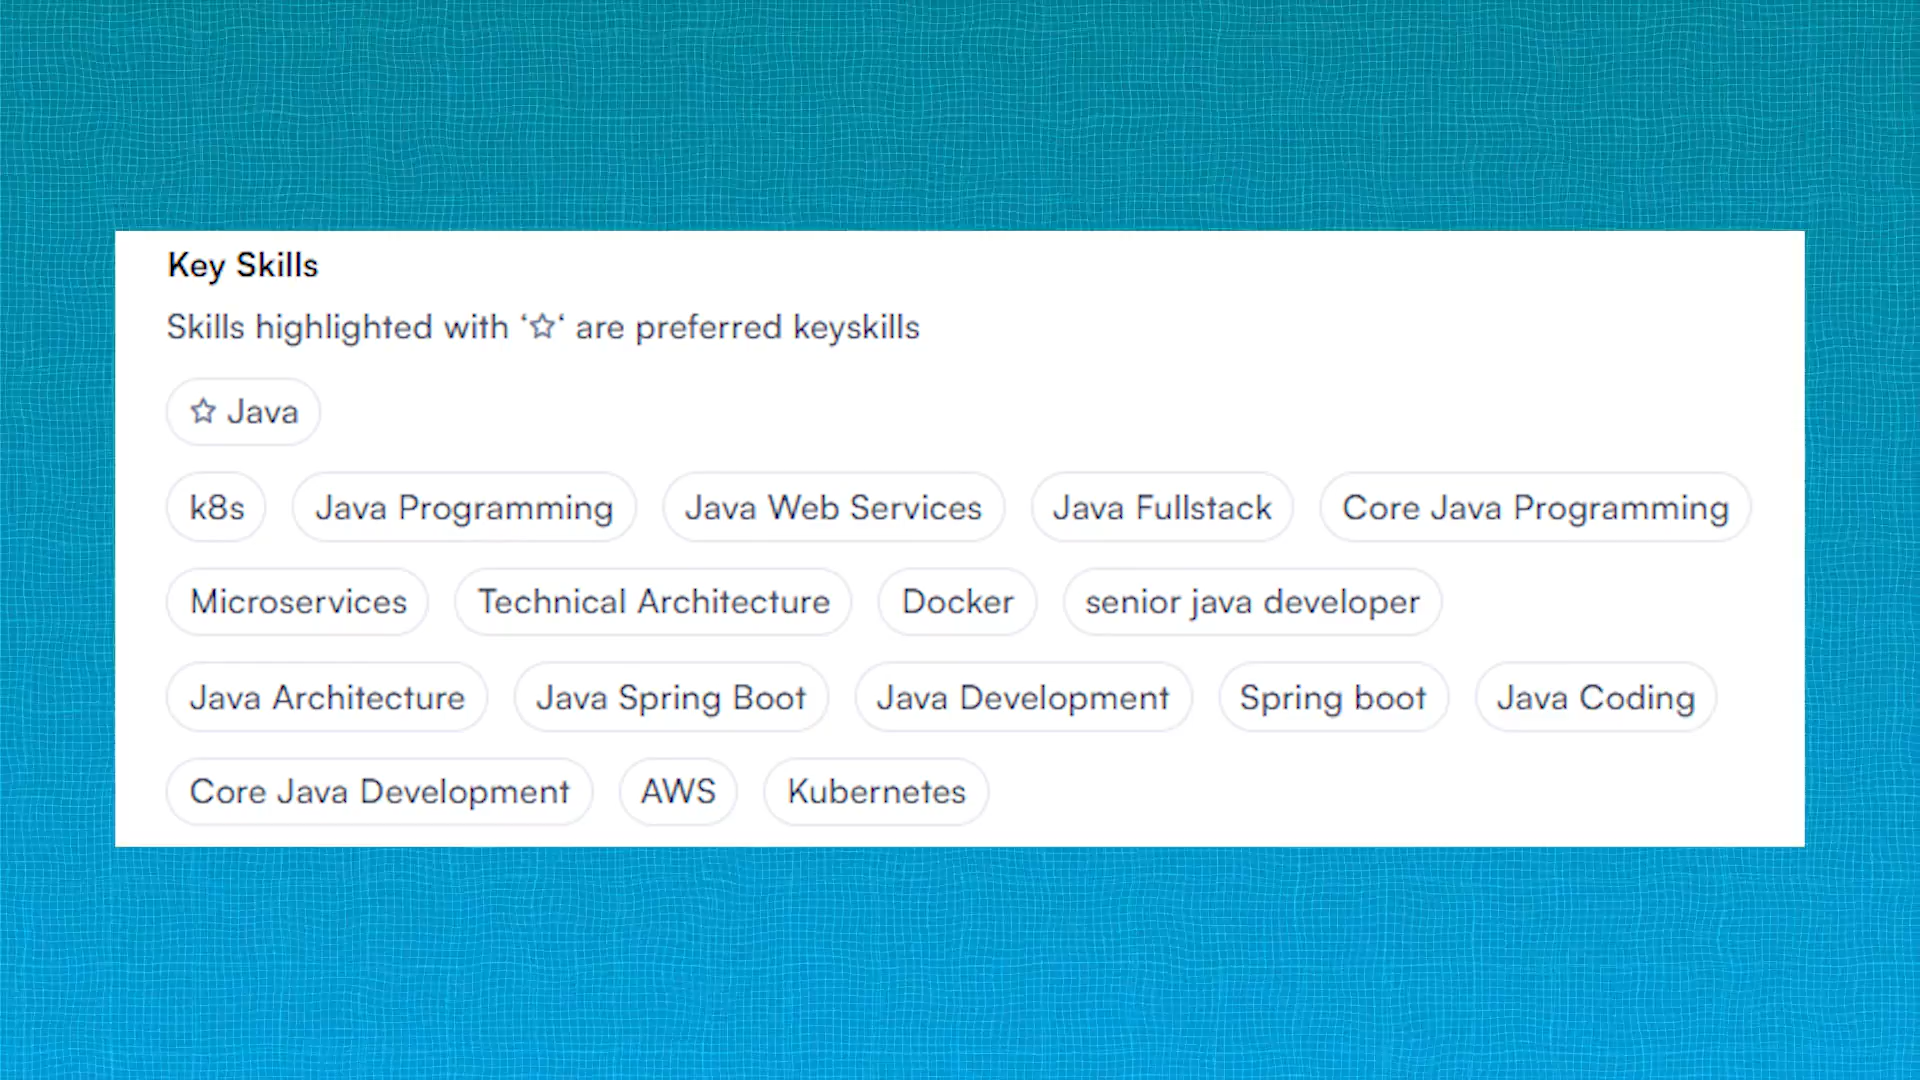 Key Skills
Skills highlighted with ‘☆‘ are preferred keyskills
☆ Java
k8s Java Programming Java Web Services Java Fullstack Core Java Programming
Microservices Technical Architecture Docker senior java developer
Java Architecture Java Spring Boot Java Development Spring boot Java Coding
Core Java Development AWS Kubernetes